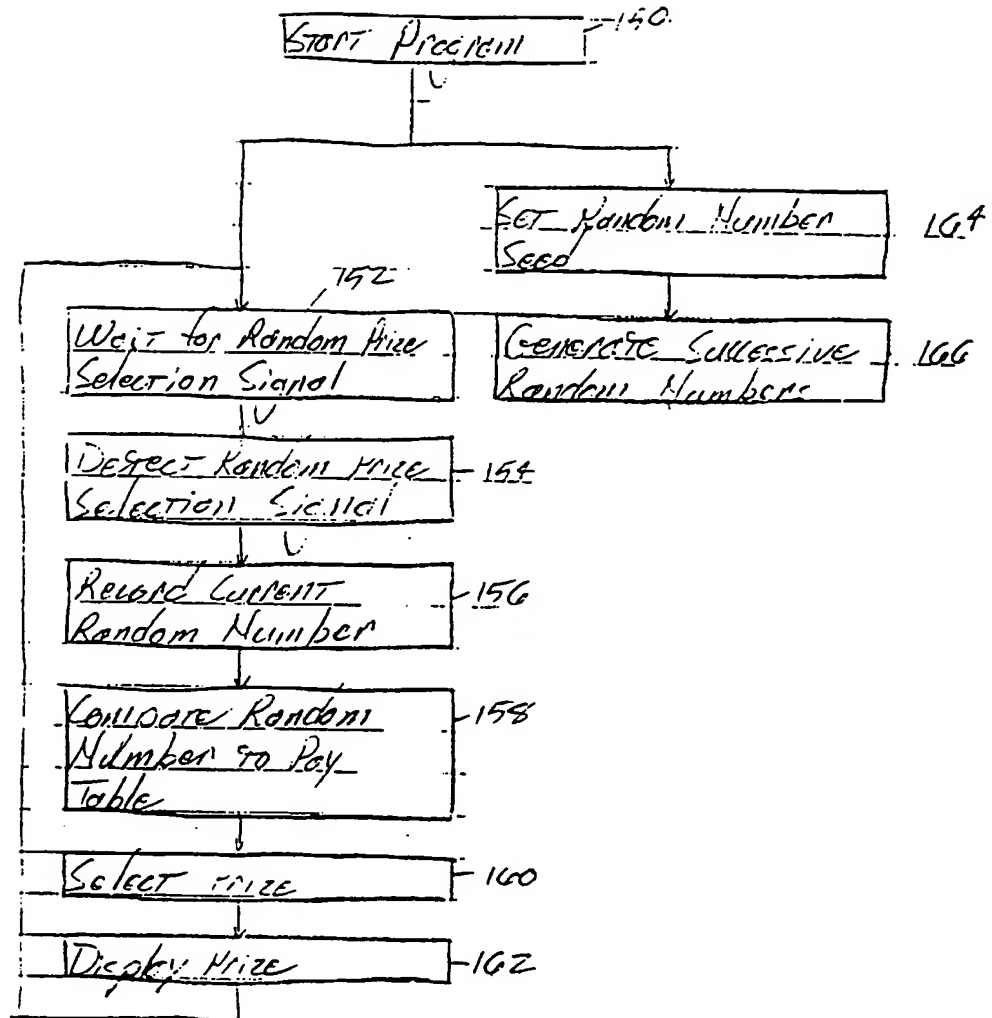 Start Program
150
Set Random Number
Seed
164
152
Wait for Random Prize
Selection Signal
Generate Successive
Random Numbers
166
Detect Random Prize
Selection Signal
154
Record Current
Random Number
156
Compare Random
Number to Pay
Table
158
Select Prize
160
Display Prize
162